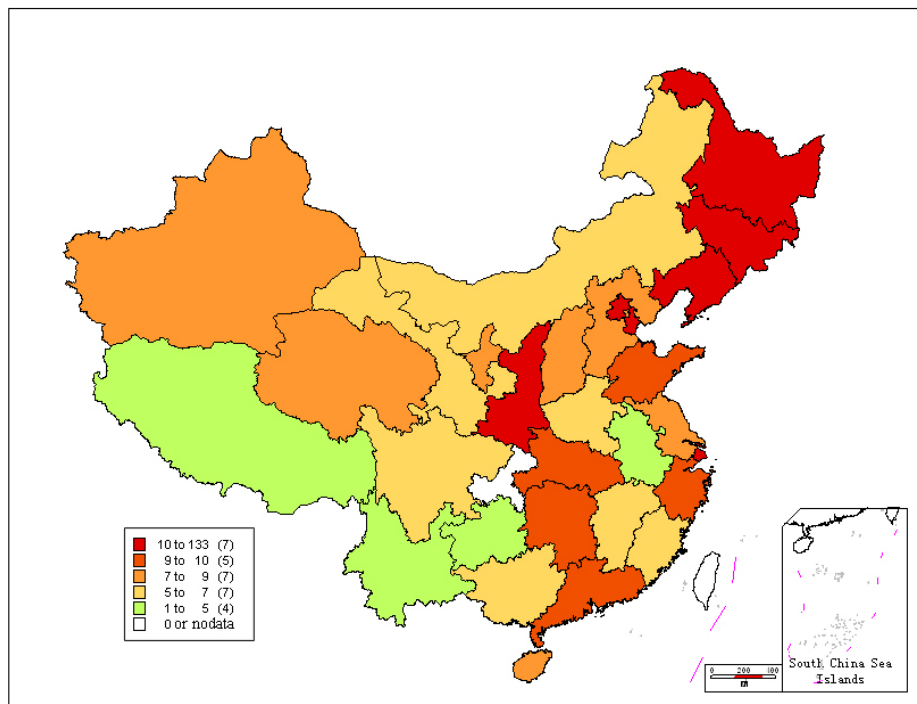 10 to 133 (7)
9 to 10 (5)
7 to 9 (7)
5 to 7 (7)
1 to 5 (4)
0 or nodata
0 200 400
South China Sea
Islands